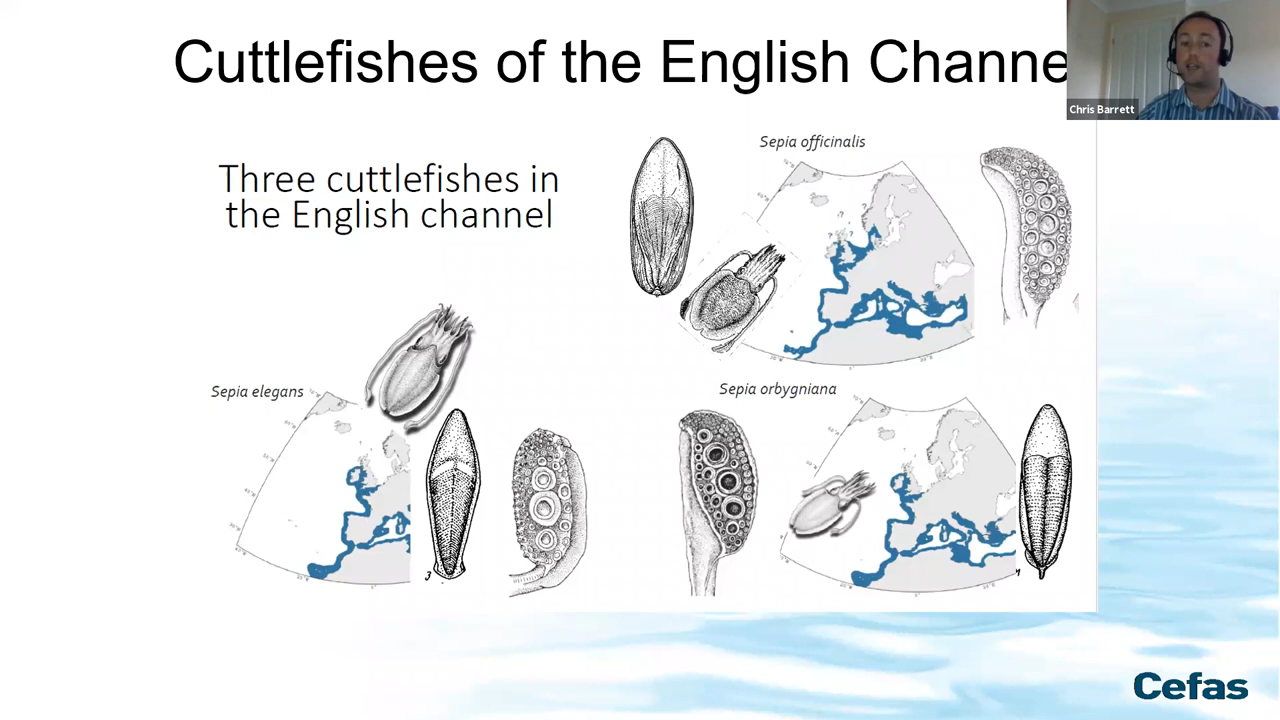 Cuttlefishes of the English Channe
Chris Barrett
Three cuttlefishes in
the English channel
Sepia officinalis
Sepia elegans
Sepia orbygniana
Cefas